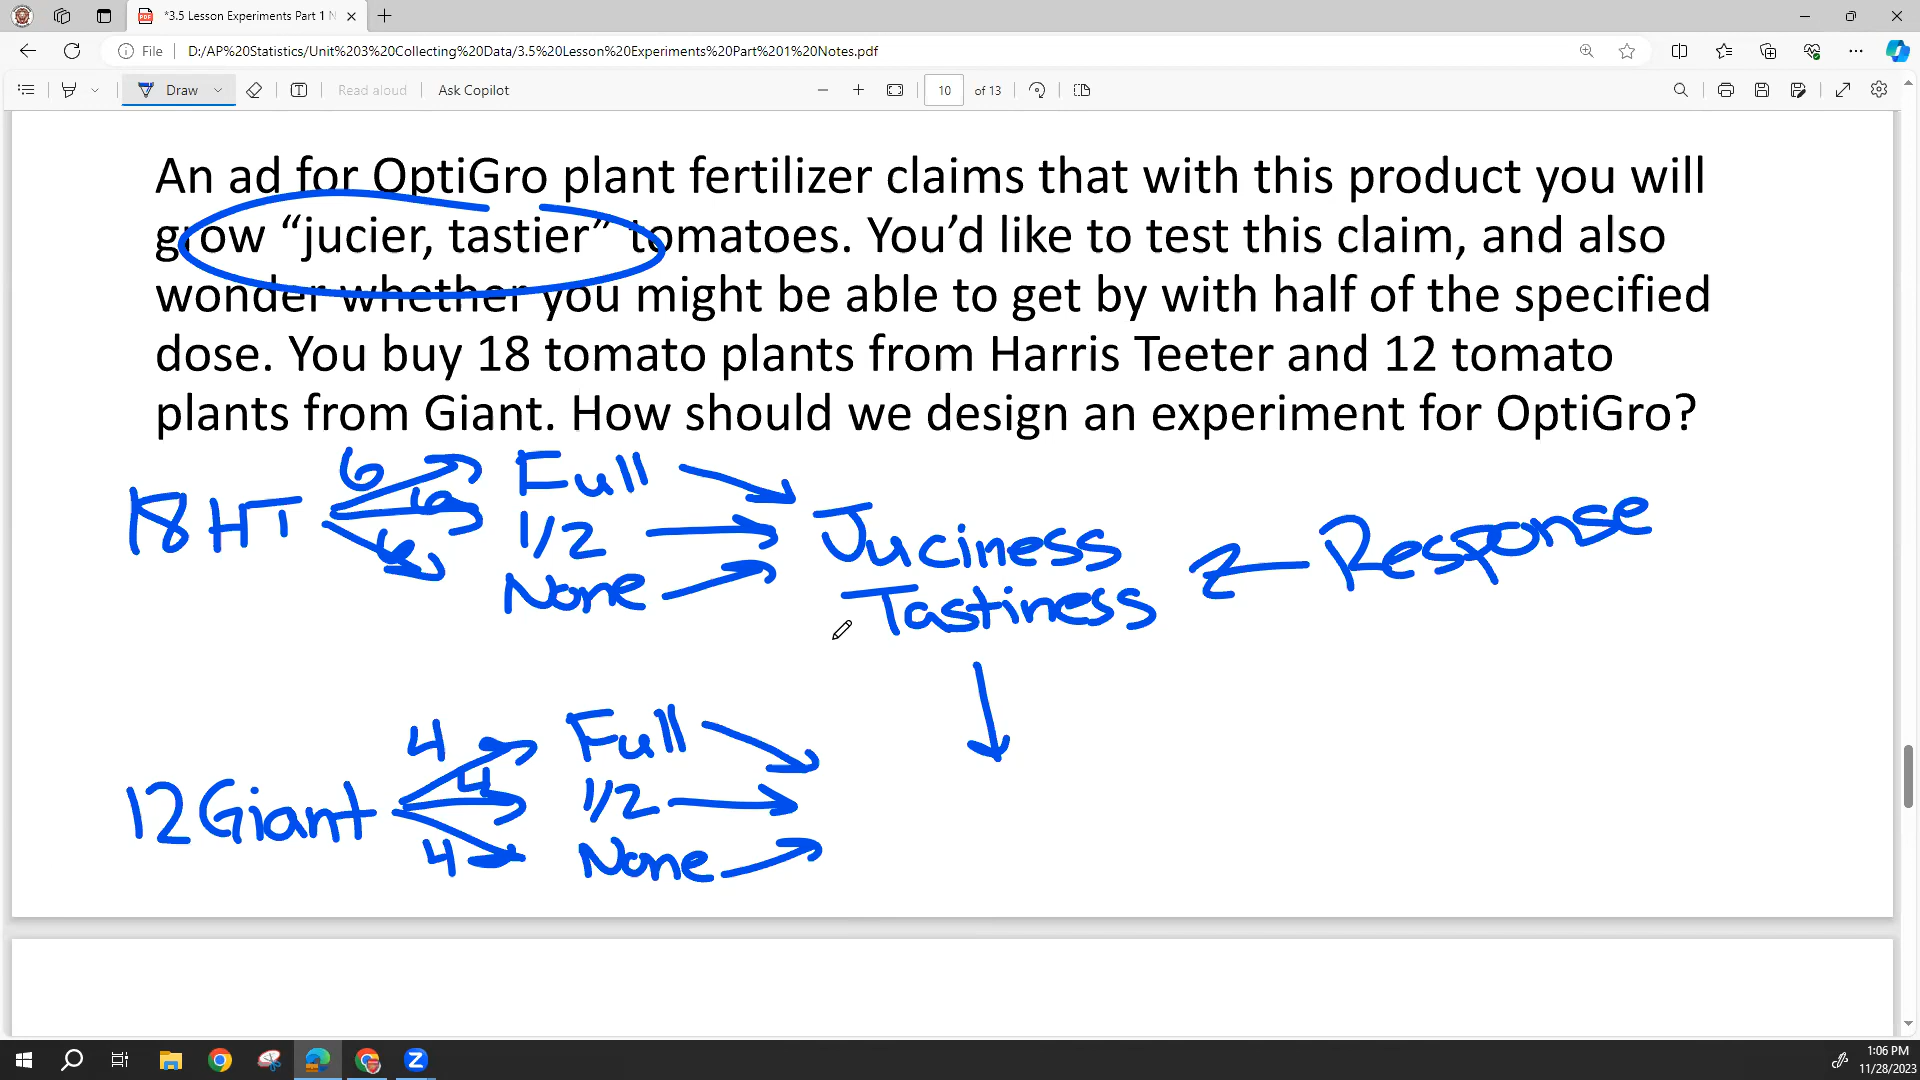 *3.5 Lesson Experiments Part 1 N
File D:/AP%20Statistics/Unit%203%20Collecting%20Data/3.5%20Lesson%20Experiments%20Part%201%20Notes.pdf
Draw Read aloud Ask Copilot 10 of 13
An ad for OptiGro plant fertilizer claims that with this product you will
grow “jucier, tastier” tomatoes. You’d like to test this claim, and also
wonder whether you might be able to get by with half of the specified
dose. You buy 18 tomato plants from Harris Teeter and 12 tomato
plants from Giant. How should we design an experiment for OptiGro?
6 Full
18 HT 6 1/2 Juciness Response
6 None Tastiness
4 Full
12 Giant 4 1/2
4 None
1:06 PM
11/28/2023